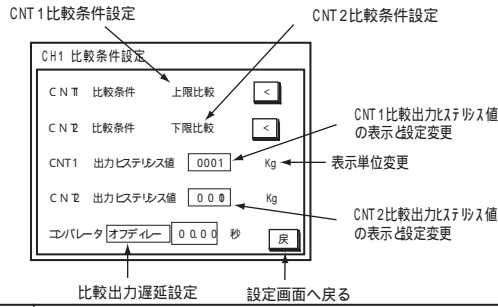 CNT1比較条件設定 CNT2比較条件設定
CH1 比較条件設定
CNT1 比較条件 上限比較 <
CNT2 比較条件 下限比較 <
CNT1比較出力ヒステリシス値
の表示と設定変更
CNT1 出力ヒステリシス値 0001 Kg 表示単位変更
CNT2 出力ヒステリシス値 000 Kg
CNT2比較出力ヒステリシス値
の表示と設定変更
コンパレータ オフディレー 00.00 秒 戻
比較出力遅延設定 設定画面へ戻る